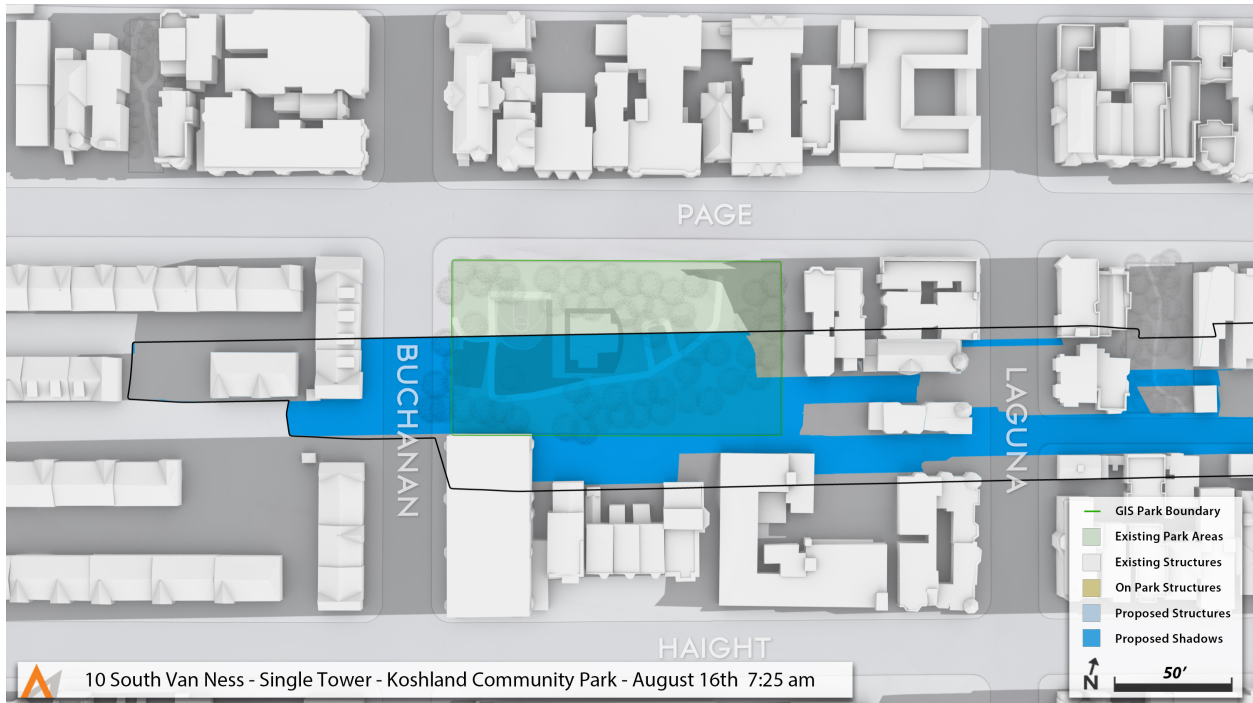 PAGE
BUCHANAN
LAGUNA
HAIGHT
GIS Park Boundary
Existing Park Areas
Existing Structures
On Park Structures
Proposed Structures
Proposed Shadows
N
50'
10 South Van Ness - Single Tower - Koshland Community Park - August 16th 7:25 am